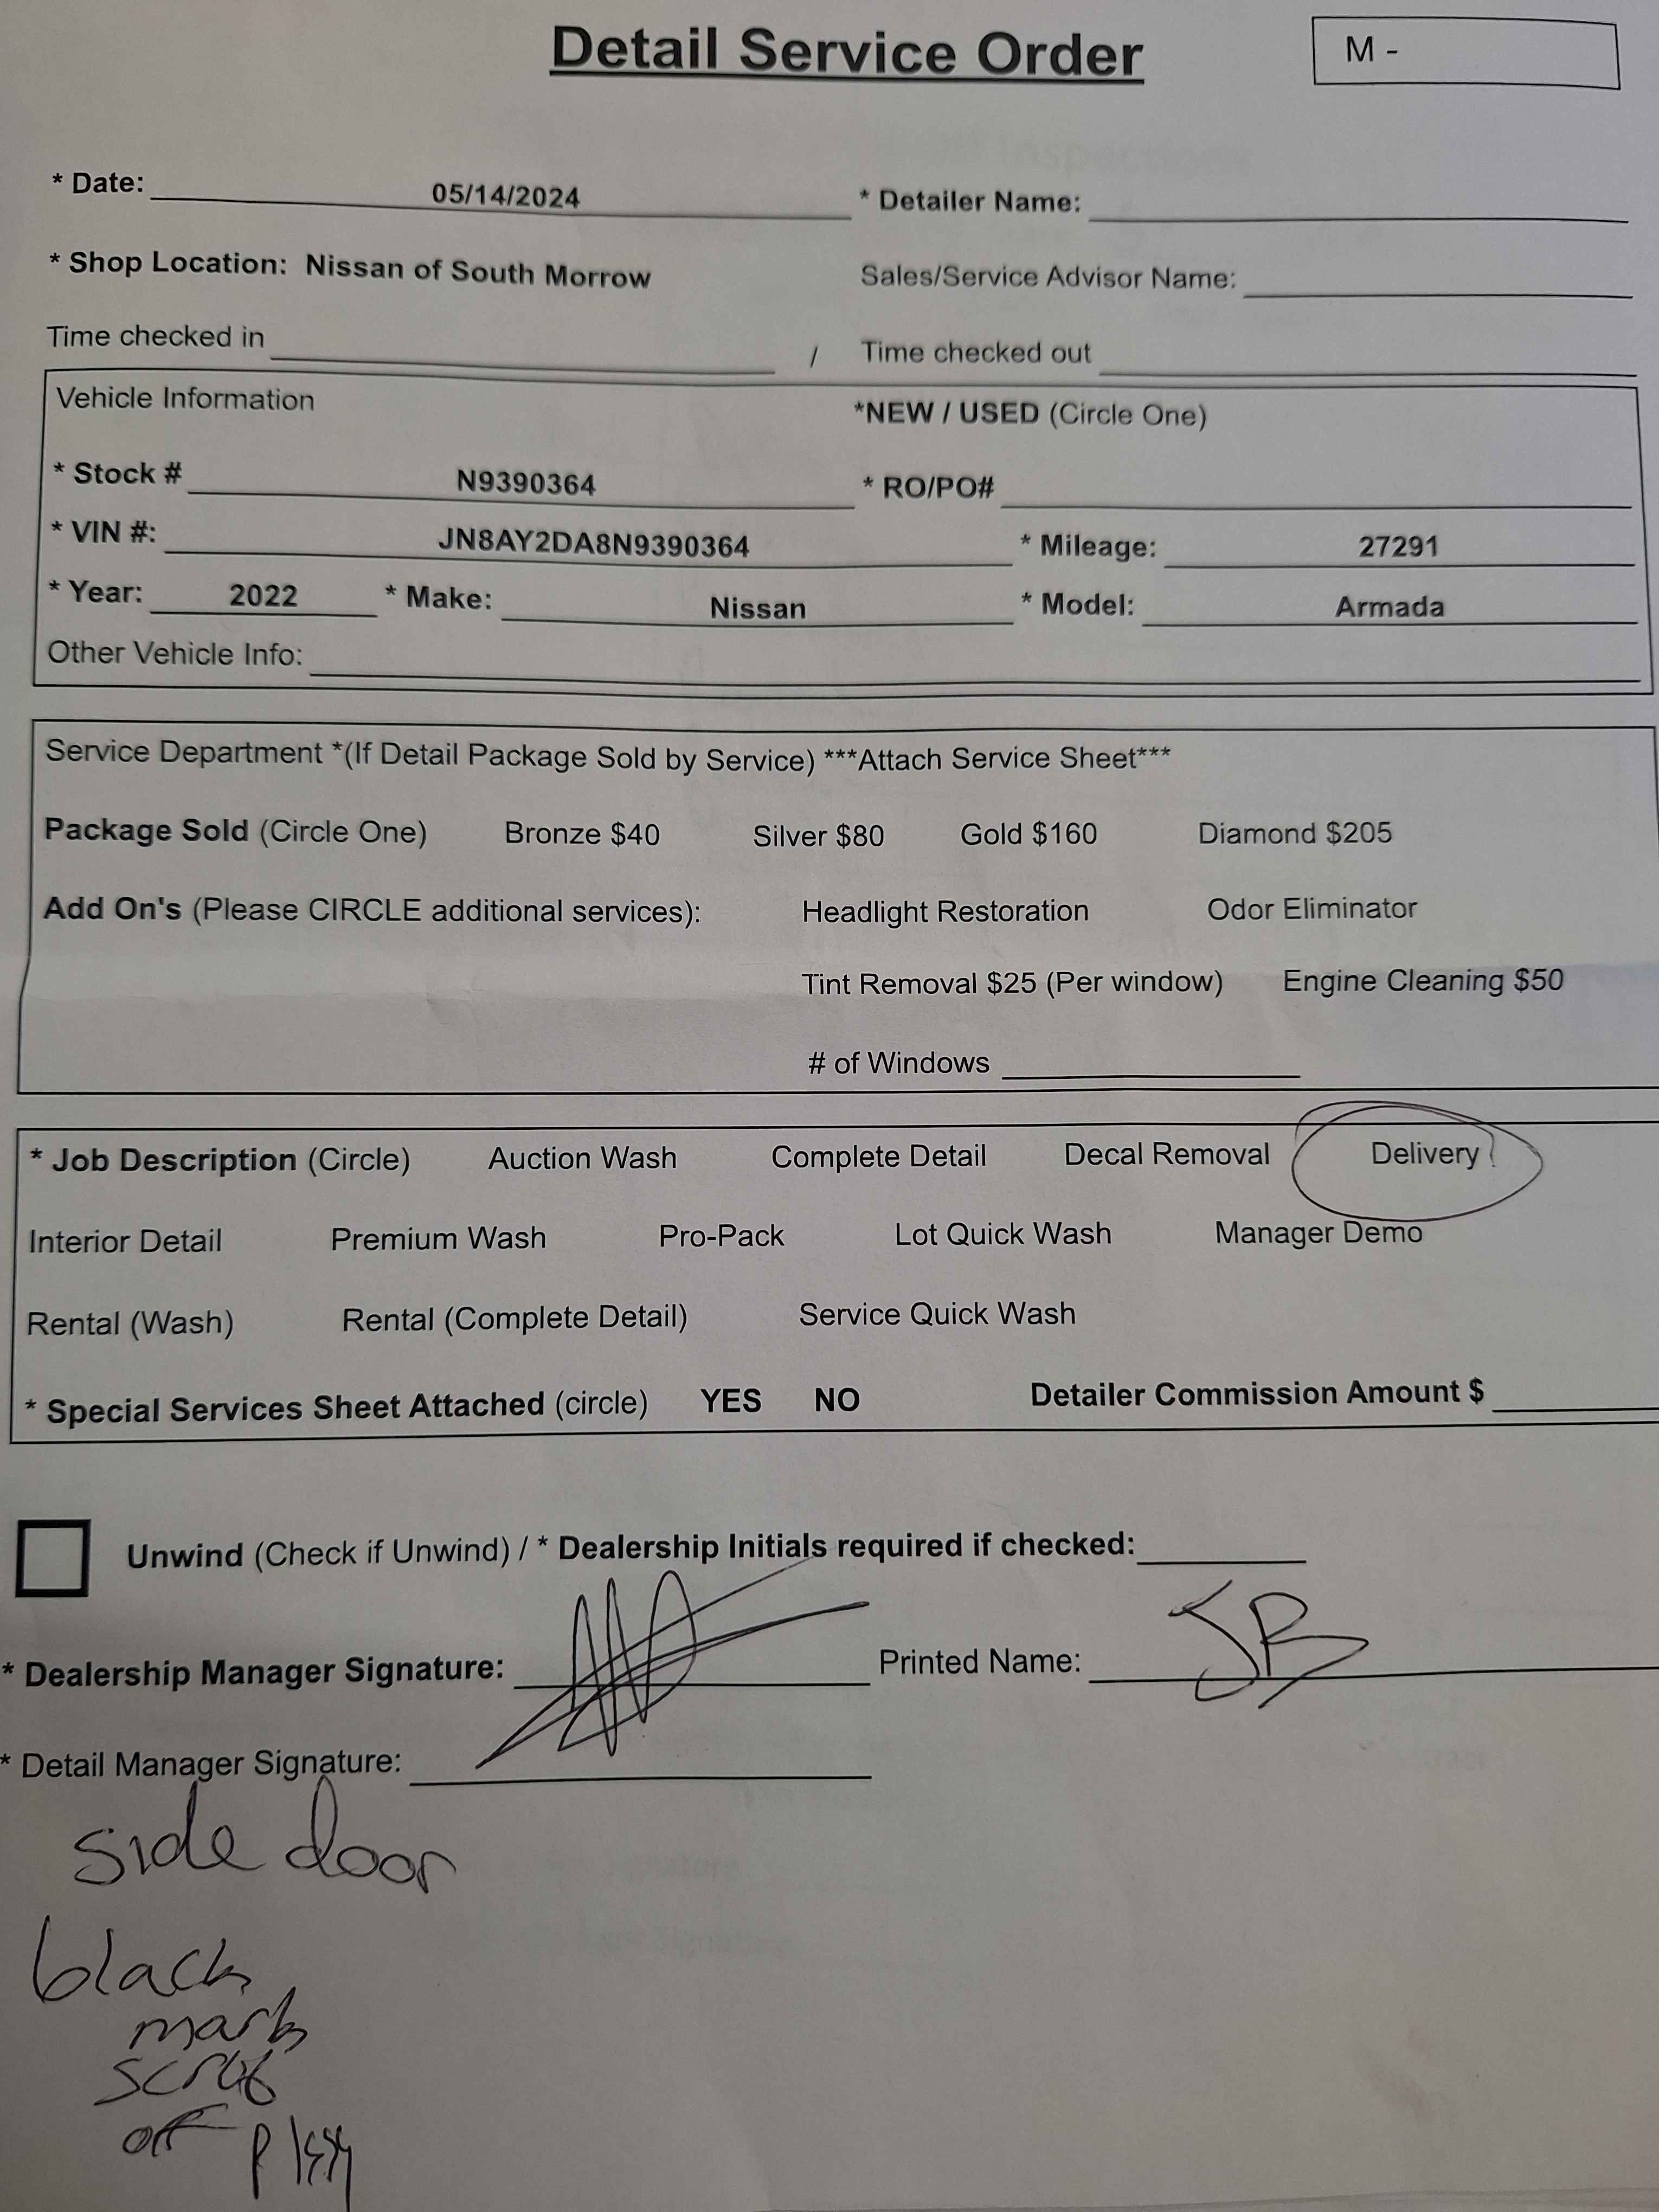 Detail Service Order
M -
* Date: 05/14/2024 * Detailer Name:
* Shop Location: Nissan of South Morrow Sales/Service Advisor Name:
Time checked in / Time checked out
Vehicle Information *NEW / USED (Circle One)
* Stock # N9390364 * RO/PO#
* VIN #: JN8AY2DA8N9390364 * Mileage: 27291
* Year: 2022 * Make: Nissan * Model: Armada
Other Vehicle Info:
Service Department *(If Detail Package Sold by Service) ***Attach Service Sheet***
Package Sold (Circle One) Bronze $40 Silver $80 Gold $160 Diamond $205
Add On's (Please CIRCLE additional services): Headlight Restoration Odor Eliminator
Tint Removal $25 (Per window) Engine Cleaning $50
# of Windows
* Job Description (Circle) Auction Wash Complete Detail Decal Removal Delivery
Interior Detail Premium Wash Pro-Pack Lot Quick Wash Manager Demo
Rental (Wash) Rental (Complete Detail) Service Quick Wash
* Special Services Sheet Attached (circle) YES NO Detailer Commission Amount $
Unwind (Check if Unwind) / * Dealership Initials required if checked:
* Dealership Manager Signature: Printed Name: JB
* Detail Manager Signature:
side door
black
mark
scrub
off